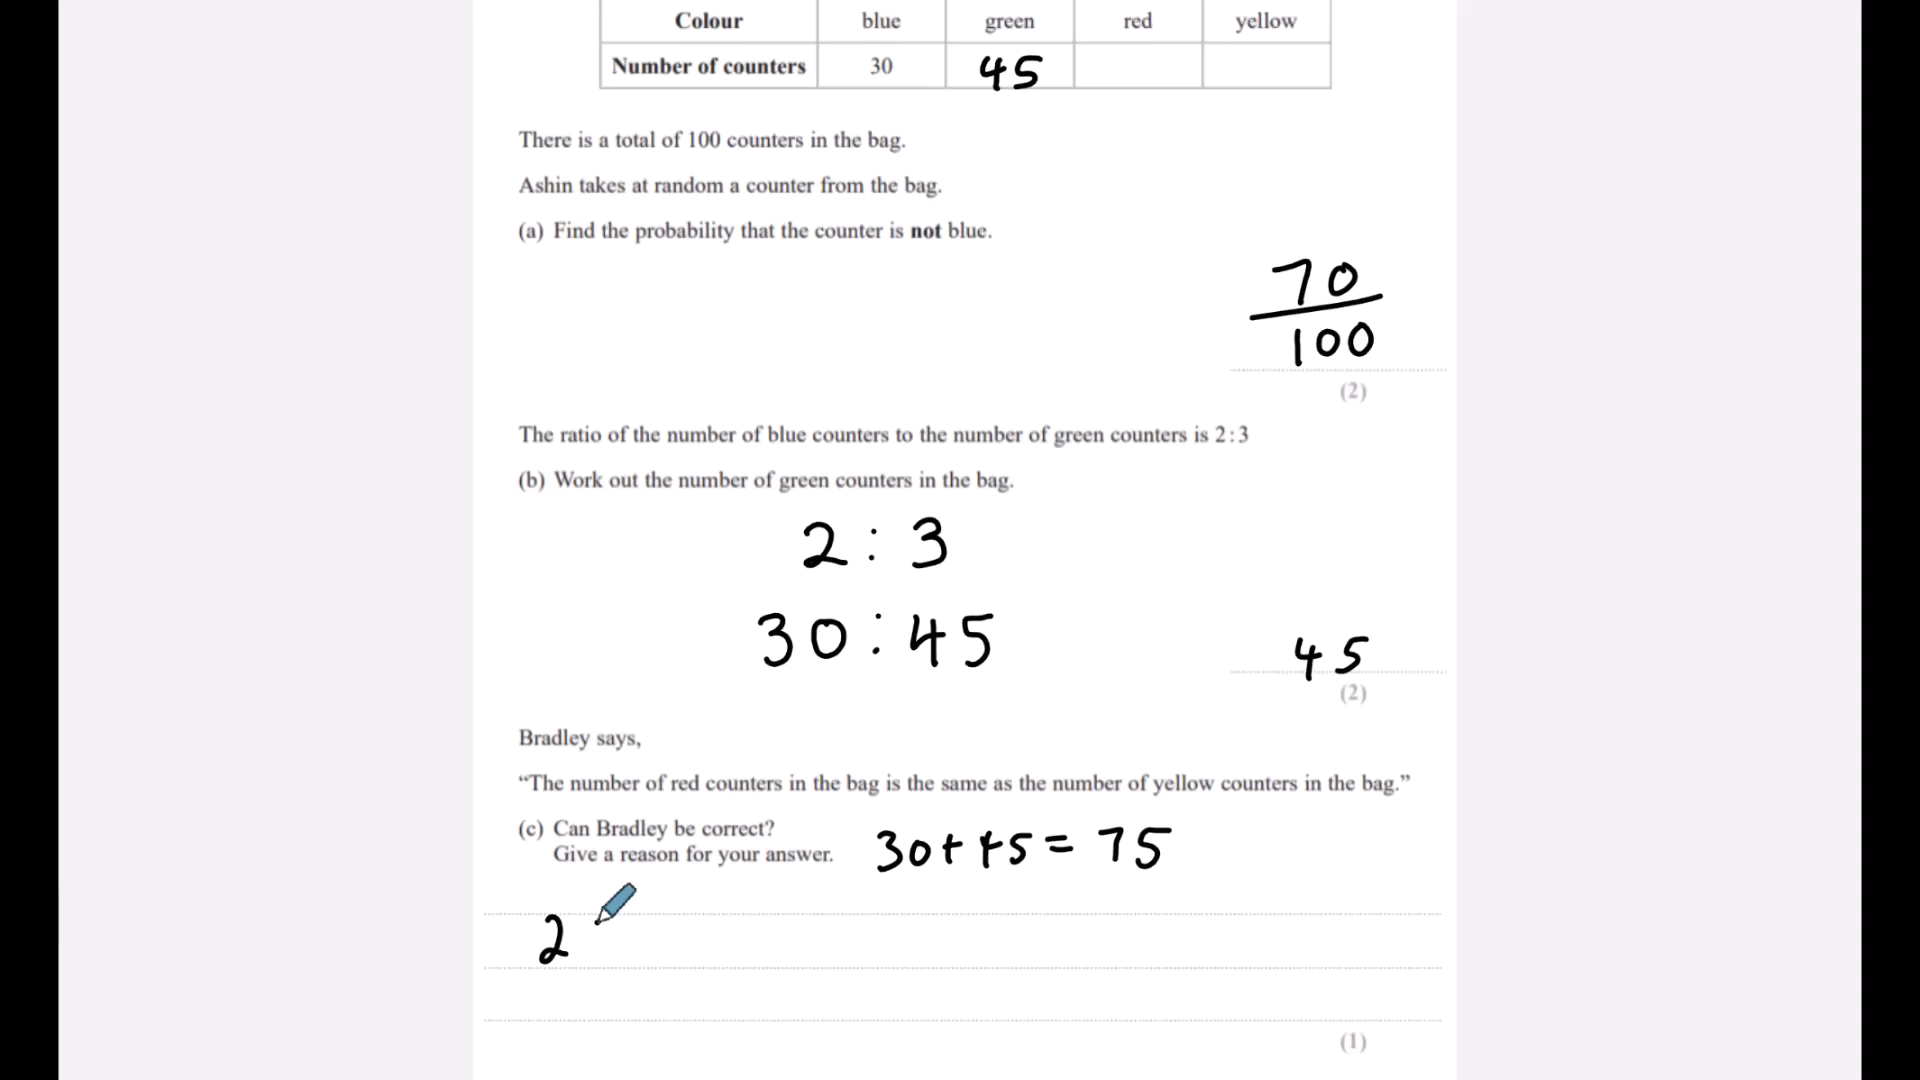 Colour blue green red yellow
Number of counters 30 45
There is a total of 100 counters in the bag.
Ashin takes at random a counter from the bag.
(a) Find the probability that the counter is not blue.
70
100
(2)
The ratio of the number of blue counters to the number of green counters is 2:3
(b) Work out the number of green counters in the bag.
2 : 3
30 : 45
45
(2)
Bradley says,
“The number of red counters in the bag is the same as the number of yellow counters in the bag.”
(c) Can Bradley be correct?
Give a reason for your answer.
30+45 = 75
2
(1)